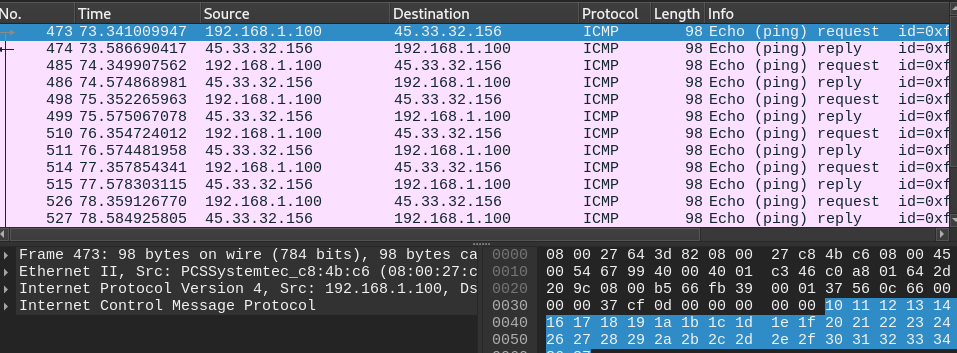 No. Time Source Destination Protocol Length Info
473 73.341009947 192.168.1.100 45.33.32.156 ICMP 98 Echo (ping) request id=0xf
474 73.586690417 45.33.32.156 192.168.1.100 ICMP 98 Echo (ping) reply id=0xf
485 74.349907562 192.168.1.100 45.33.32.156 ICMP 98 Echo (ping) request id=0xf
486 74.574868981 45.33.32.156 192.168.1.100 ICMP 98 Echo (ping) reply id=0xf
498 75.352265963 192.168.1.100 45.33.32.156 ICMP 98 Echo (ping) request id=0xf
499 75.575067078 45.33.32.156 192.168.1.100 ICMP 98 Echo (ping) reply id=0xf
510 76.354724012 192.168.1.100 45.33.32.156 ICMP 98 Echo (ping) request id=0xf
511 76.574481958 45.33.32.156 192.168.1.100 ICMP 98 Echo (ping) reply id=0xf
514 77.357854341 192.168.1.100 45.33.32.156 ICMP 98 Echo (ping) request id=0xf
515 77.578303115 45.33.32.156 192.168.1.100 ICMP 98 Echo (ping) reply id=0xf
526 78.359126770 192.168.1.100 45.33.32.156 ICMP 98 Echo (ping) request id=0xf
527 78.584925805 45.33.32.156 192.168.1.100 ICMP 98 Echo (ping) reply id=0xf
Frame 473: 98 bytes on wire (784 bits), 98 bytes ca
Ethernet II, Src: PCSSystemtec_c8:4b:c6 (08:00:27:c
Internet Protocol Version 4, Src: 192.168.1.100, Ds
Internet Control Message Protocol
0000 08 00 27 64 3d 82 08 00 27 c8 4b c6 08 00 45
0010 00 54 67 99 40 00 40 01 c3 46 c0 a8 01 64 2d
0020 20 9c 08 00 b5 66 fb 39 00 01 37 56 0c 66 00
0030 00 00 37 cf 0d 00 00 00 00 00 10 11 12 13 14
0040 16 17 18 19 1a 1b 1c 1d 1e 1f 20 21 22 23 24
0050 26 27 28 29 2a 2b 2c 2d 2e 2f 30 31 32 33 34